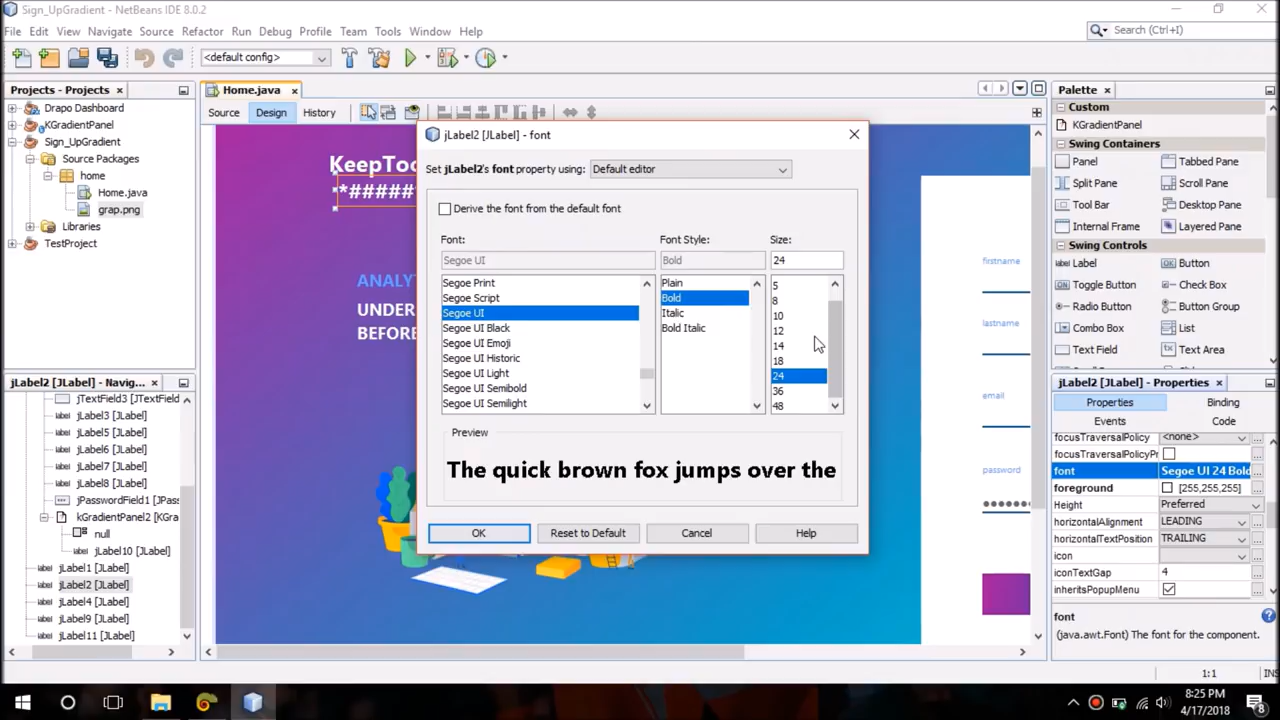 Sign_UpGradient - NetBeans IDE 8.0.2
File Edit View Navigate Source Refactor Run Debug Profile Team Tools Window Help
Search (Ctrl+I)
<default config>
Projects - Projects
Drapo Dashboard
KGradientPanel
Sign_UpGradient
Source Packages
home
Home.java
grap.png
Libraries
TestProject
Home.java
Source Design History
KeepToo
*#####
ANALY
UNDER
BEFORE
firstname
lastname
email
password
jLabel2 [JLabel] - font
Set jLabel2's font property using: Default editor
Derive the font from the default font
Font: Font Style: Size:
Segoe UI Bold 24
Segoe Print
Segoe Script
Segoe UI
Segoe UI Black
Segoe UI Emoji
Segoe UI Historic
Segoe UI Light
Segoe UI Semibold
Segoe UI Semilight
Plain
Bold
Italic
Bold Italic
5
8
10
12
14
18
24
36
48
Preview
The quick brown fox jumps over the
OK Reset to Default Cancel Help
Palette
Custom
KGradientPanel
Swing Containers
Panel Tabbed Pane
Split Pane Scroll Pane
Tool Bar Desktop Pane
Internal Frame Layered Pane
Swing Controls
Label Button
Toggle Button Check Box
Radio Button Button Group
Combo Box List
Text Field Text Area
jLabel2 [JLabel] - Navig...
jTextField3 [JTextField]
jLabel3 [JLabel]
jLabel5 [JLabel]
jLabel6 [JLabel]
jLabel7 [JLabel]
jLabel8 [JLabel]
jPasswordField1 [JPass
kGradientPanel2 [KGra
null
jLabel10 [JLabel]
jLabel1 [JLabel]
jLabel2 [JLabel]
jLabel4 [JLabel]
jLabel9 [JLabel]
jLabel11 [JLabel]
jLabel2 [JLabel] - Properties
Properties Binding
Events Code
focusTraversalPolicy <none>
focusTraversalPolicyPro
font Segoe UI 24 Bold
foreground [255,255,255]
Height Preferred
horizontalAlignment LEADING
horizontalTextPosition TRAILING
icon
iconTextGap 4
inheritsPopupMenu
font
(java.awt.Font) The font for the component.
1:1 INS
8:25 PM
4/17/2018
8